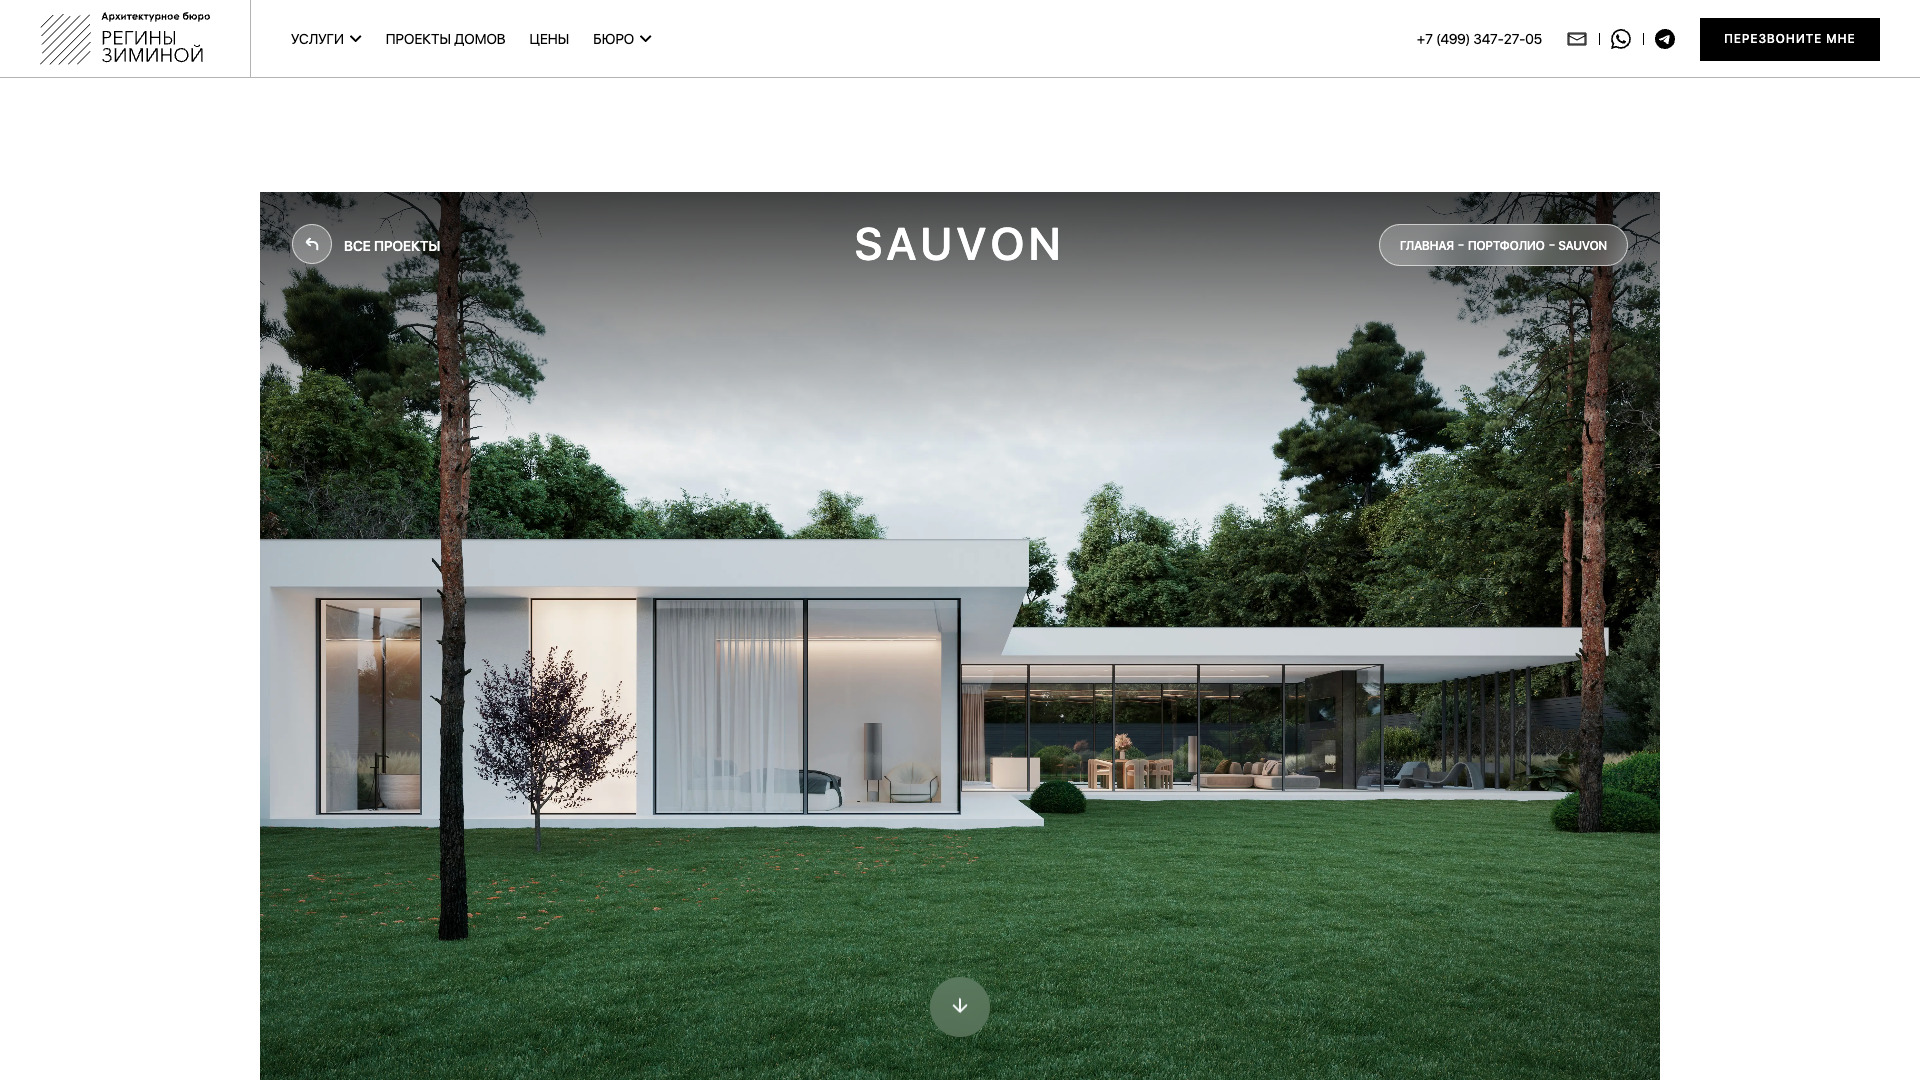 Архитектурное бюро
РЕГИНЫ
ЗИМИНОЙ
УСЛУГИ
ПРОЕКТЫ ДОМОВ
ЦЕНЫ
БЮРО
+7 (499) 347-27-05
ПЕРЕЗВОНИТЕ МНЕ
ВСЕ ПРОЕКТЫ
SAUVON
ГЛАВНАЯ – ПОРТФОЛИО – SAUVON